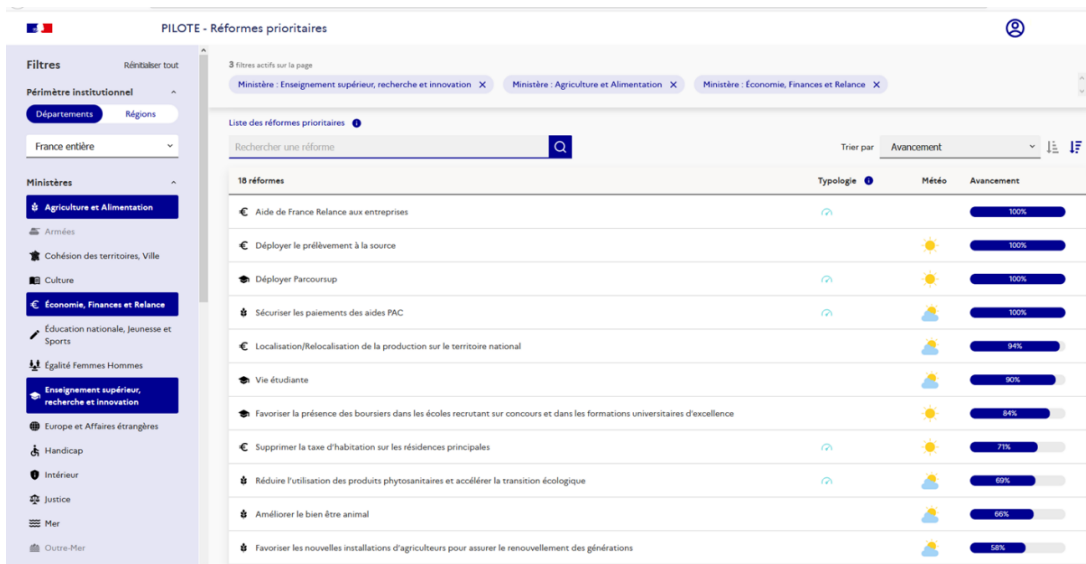 PILOTE - Réformes prioritaires
Filtres
Réinitialiser tout
Périmètre institutionnel
Départements
Régions
France entière
Ministères
Agriculture et Alimentation
Armées
Cohésion des territoires, Ville
Culture
Économie, Finances et Relance
Éducation nationale, Jeunesse et
Sports
Égalité Femmes Hommes
Enseignement supérieur,
recherche et innovation
Europe et Affaires étrangères
Handicap
Intérieur
Justice
Mer
Outre-Mer
3 filtres actifs sur la page
Ministère : Enseignement supérieur, recherche et innovation X
Ministère : Agriculture et Alimentation X
Ministère : Économie, Finances et Relance X
Liste des réformes prioritaires
Rechercher une réforme
Trier par
Avancement
18 réformes
Typologie
Météo
Avancement
€ Aide de France Relance aux entreprises 100%
€ Déployer le prélèvement à la source 100%
Déployer Parcoursup 100%
Sécuriser les paiements des aides PAC 100%
€ Localisation/Relocalisation de la production sur le territoire national 94%
Vie étudiante 90%
Favoriser la présence des boursiers dans les écoles recrutant sur concours et dans les formations universitaires d'excellence 84%
€ Supprimer la taxe d'habitation sur les résidences principales 71%
Réduire l'utilisation des produits phytosanitaires et accélérer la transition écologique 69%
Améliorer le bien être animal 66%
Favoriser les nouvelles installations d'agriculteurs pour assurer le renouvellement des générations 58%